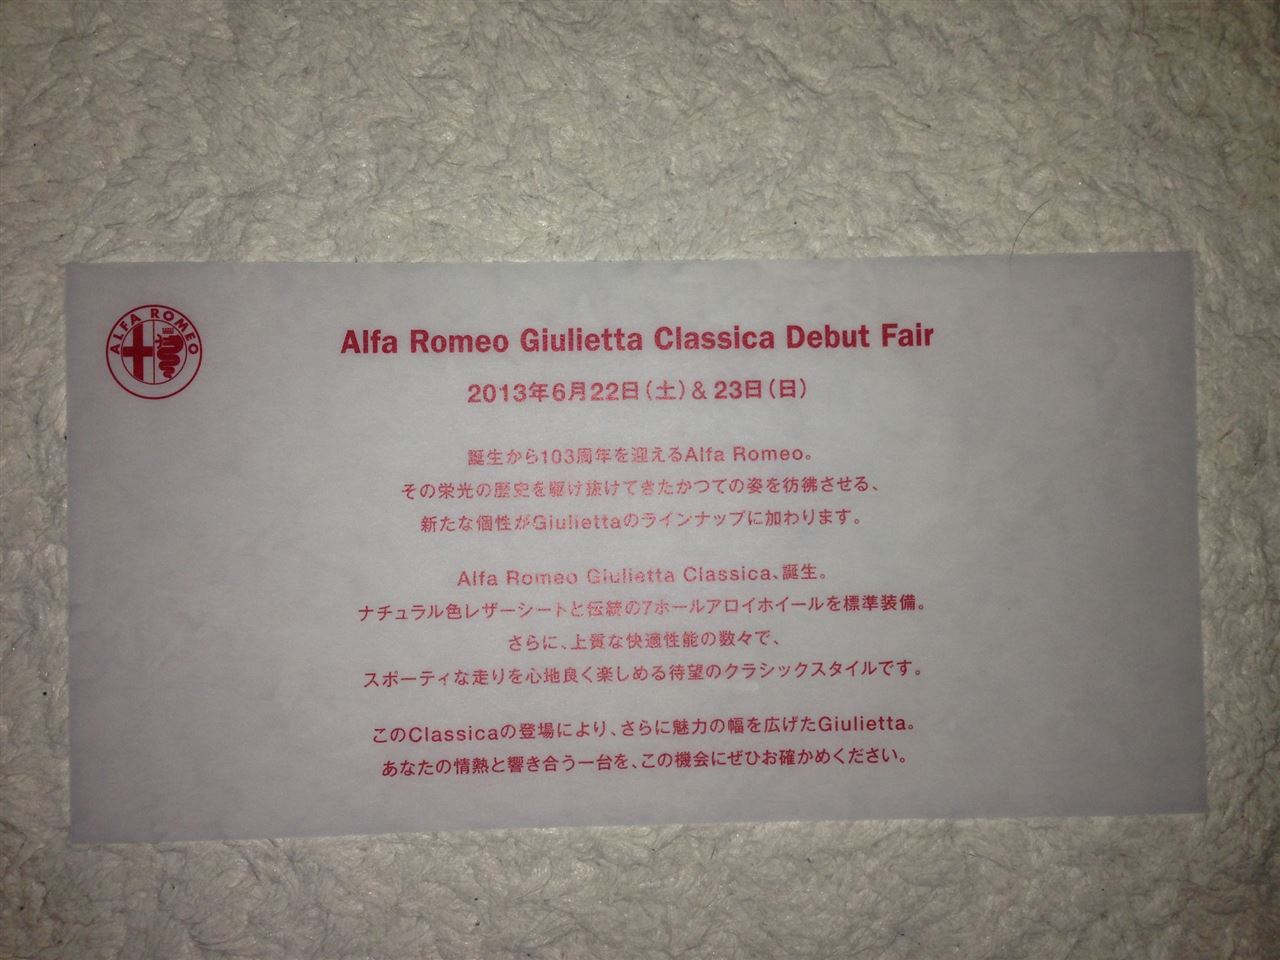 ALFA ROMEO
Alfa Romeo Giulietta Classica Debut Fair
2013年6月22日(土)& 23日(日)
誕生から103周年を迎えるAlfa Romeo。
その栄光の歴史を駆け抜けてきたかつての姿を彷彿させる、
新たな個性がGiuliettaのラインナップに加わります。
Alfa Romeo Giulietta Classica、誕生。
ナチュラル色レザーシートと伝統の7ホールアロイホイールを標準装備。
さらに、上質な快適性能の数々で、
スポーティな走りを心地良く楽しめる待望のクラシックスタイルです。
このClassicaの登場により、さらに魅力の幅を広げたGiulietta。
あなたの情熱と響き合う一台を、この機会にぜひお確かめください。